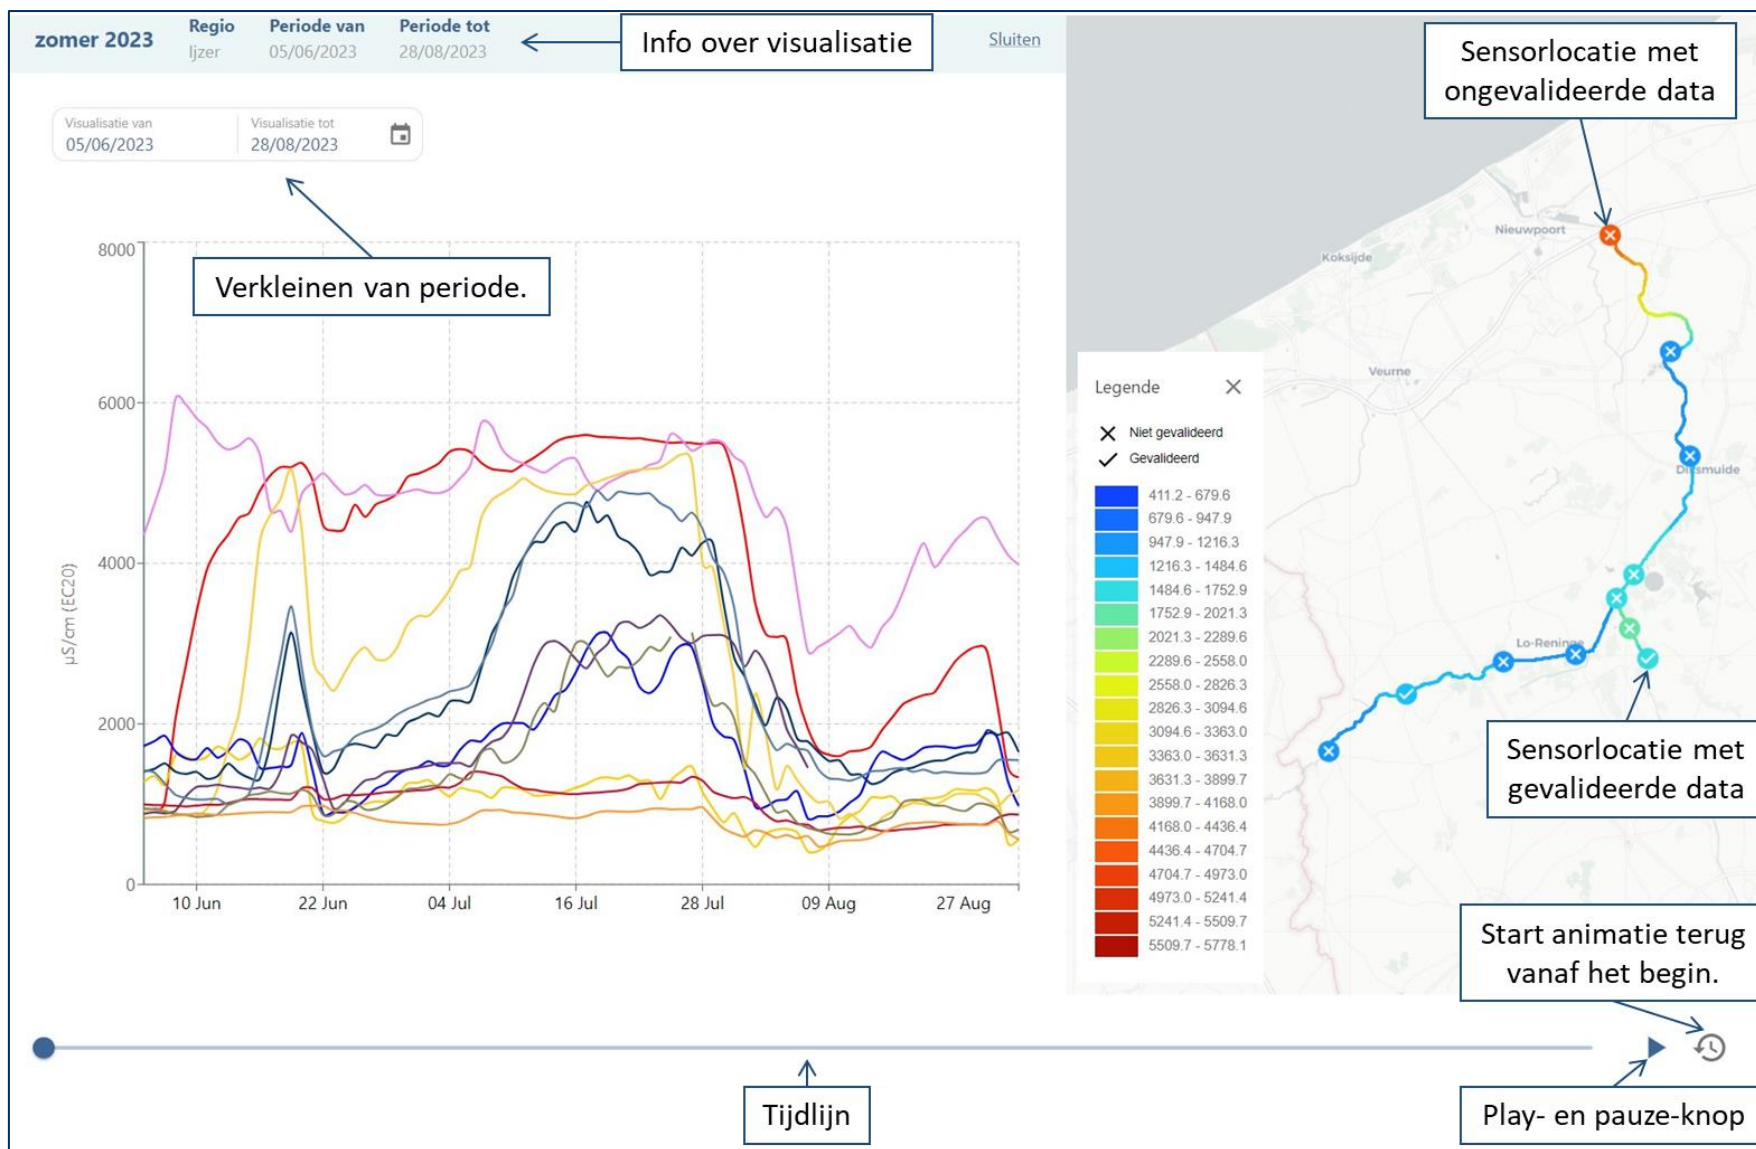 zomer 2023
Regio
Ijzer
Periode van
05/06/2023
Periode tot
28/08/2023
Info over visualisatie
Sluiten
Sensorlocatie met
ongevalideerde data
Visualisatie van
05/06/2023
Visualisatie tot
28/08/2023
Verkleinen van periode.
8000
6000
4000
2000
0
µS/cm (EC20)
10 Jun
22 Jun
04 Jul
16 Jul
28 Jul
09 Aug
27 Aug
Nieuwpoort
Koksijde
Veurne
Diksmuide
Lo-Reninge
Legende
Niet gevalideerd
Gevalideerd
411.2 - 679.6
679.6 - 947.9
947.9 - 1216.3
1216.3 - 1484.6
1484.6 - 1752.9
1752.9 - 2021.3
2021.3 - 2289.6
2289.6 - 2558.0
2558.0 - 2826.3
2826.3 - 3094.6
3094.6 - 3363.0
3363.0 - 3631.3
3631.3 - 3899.7
3899.7 - 4168.0
4168.0 - 4436.4
4436.4 - 4704.7
4704.7 - 4973.0
4973.0 - 5241.4
5241.4 - 5509.7
5509.7 - 5778.1
Sensorlocatie met
gevalideerde data
Start animatie terug
vanaf het begin.
Tijdlijn
Play- en pauze-knop